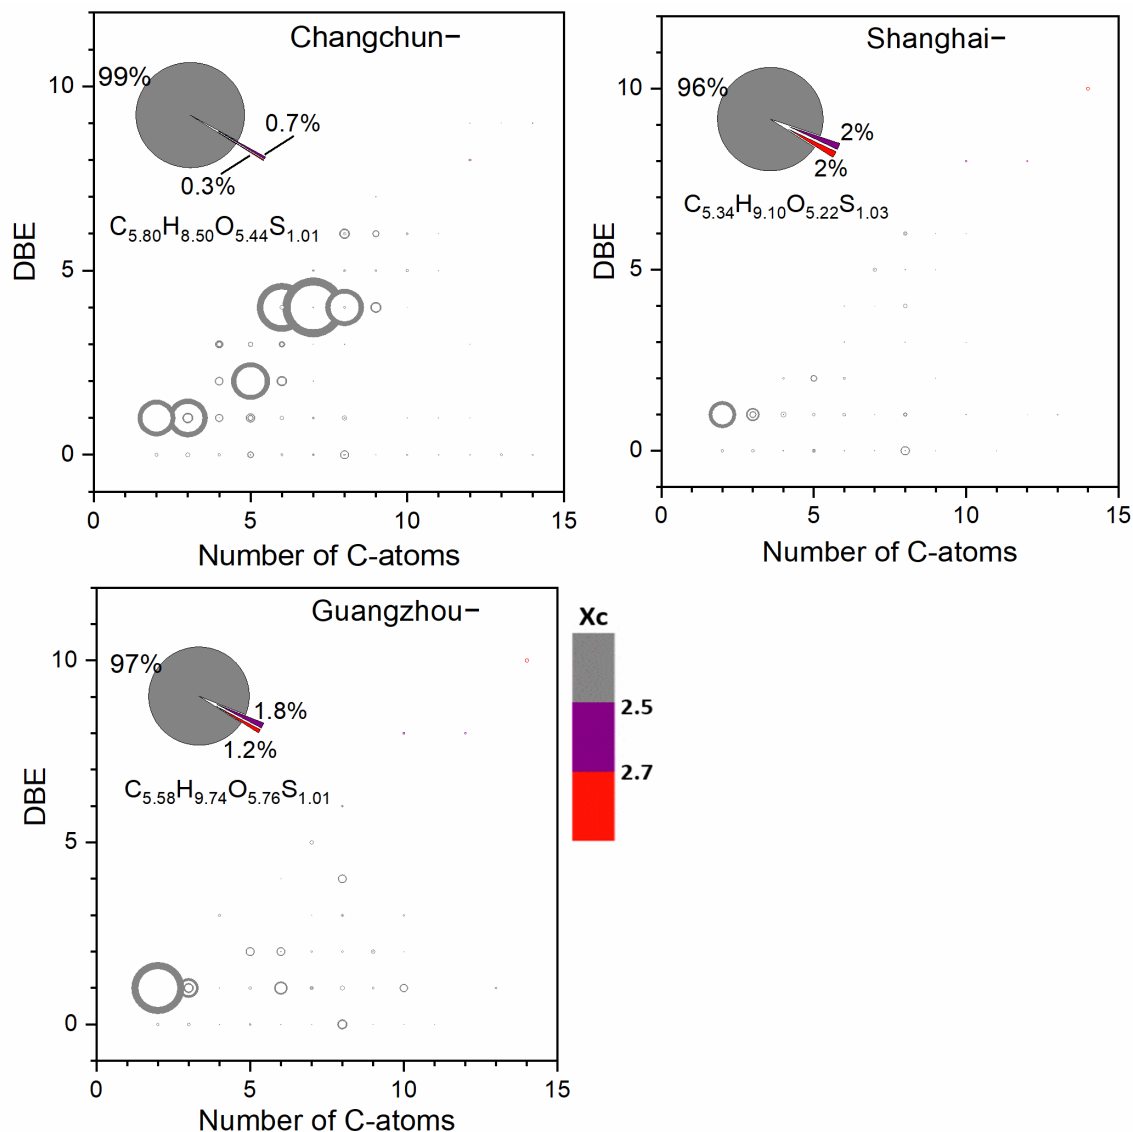 Changchun−
99%
0.7%
0.3%
C5.80H8.50O5.44S1.01
10
5
0
DBE
0 5 10 15
Number of C-atoms
Shanghai−
96%
2%
2%
C5.34H9.10O5.22S1.03
10
5
0
DBE
0 5 10 15
Number of C-atoms
Guangzhou−
97%
1.8%
1.2%
C5.58H9.74O5.76S1.01
10
5
0
DBE
0 5 10 15
Number of C-atoms
Xc
2.5
2.7